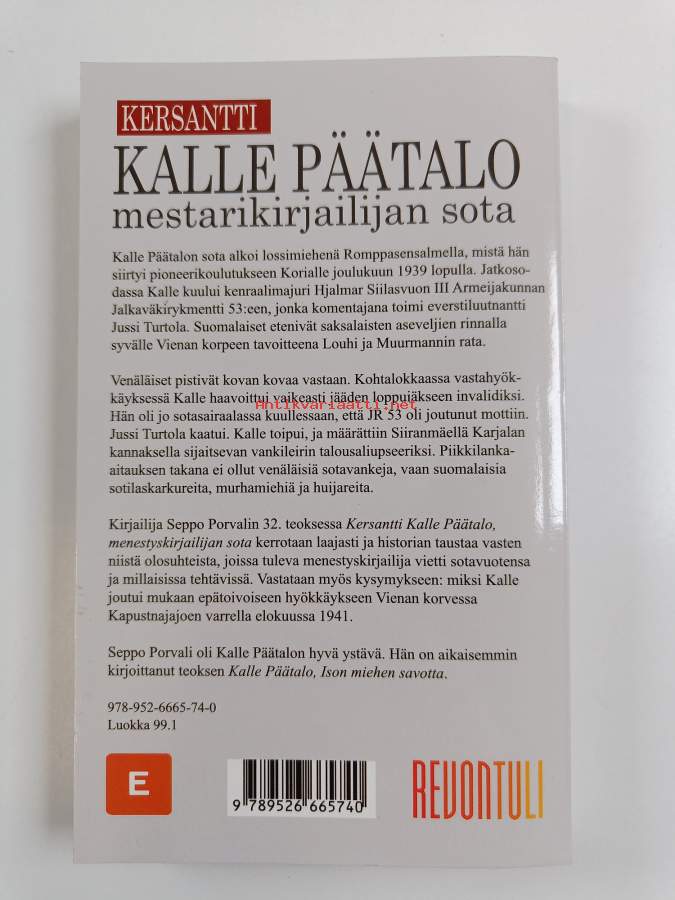 KERSANTTI
KALLE PÄÄTALO
mestarikirjailijan sota
Kalle Päätalon sota alkoi lossimiehenä Romppasensalmella, mistä hän
siirtyi pioneerikoulutukseen Korialle joulukuun 1939 lopulla. Jatkoso-
dassa Kalle kuului kenraalimajuri Hjalmar Siilasvuon III Armeijakunnan
Jalkaväkirykmentti 53:een, jonka komentajana toimi everstiluutnantti
Jussi Turtola. Suomalaiset etenivät saksalaisten aseveljien rinnalla
syvälle Vienan korpeen tavoitteena Louhi ja Muurmannin rata.
Venäläiset pistivät kovan kovaa vastaan. Kohtalokkaassa vastahyök-
käyksessä Kalle haavoittui vaikeasti jääden loppuiäkseen invalidiksi.
Antikvariaatti.net
Hän oli jo sotasairaalassa kuullessaan, että JR 53 oli joutunut mottiin.
Jussi Turtola kaatui. Kalle toipui, ja määrättiin Siiranmäellä Karjalan
kannaksella sijaitsevan vankileirin talousaliupseeriksi. Piikkilanka-
aitauksen takana ei ollut venäläisiä sotavankeja, vaan suomalaisia
sotilaskarkureita, murhamiehiä ja huijareita.
Kirjailija Seppo Porvalin 32. teoksessa Kersantti Kalle Päätalo,
menestyskirjailijan sota kerrotaan laajasti ja historian taustaa vasten
niistä olosuhteista, joissa tuleva menestyskirjailija vietti sotavuotensa
ja millaisissa tehtävissä. Vastataan myös kysymykseen: miksi Kalle
joutui mukaan epätoivoiseen hyökkäykseen Vienan korvessa
Kapustnajajoen varrella elokuussa 1941.
Seppo Porvali oli Kalle Päätalon hyvä ystävä. Hän on aikaisemmin
kirjoittanut teoksen Kalle Päätalo, Ison miehen savotta.
978-952-6665-74-0
Luokka 99.1
E
9 789526 665740
REVONTULI